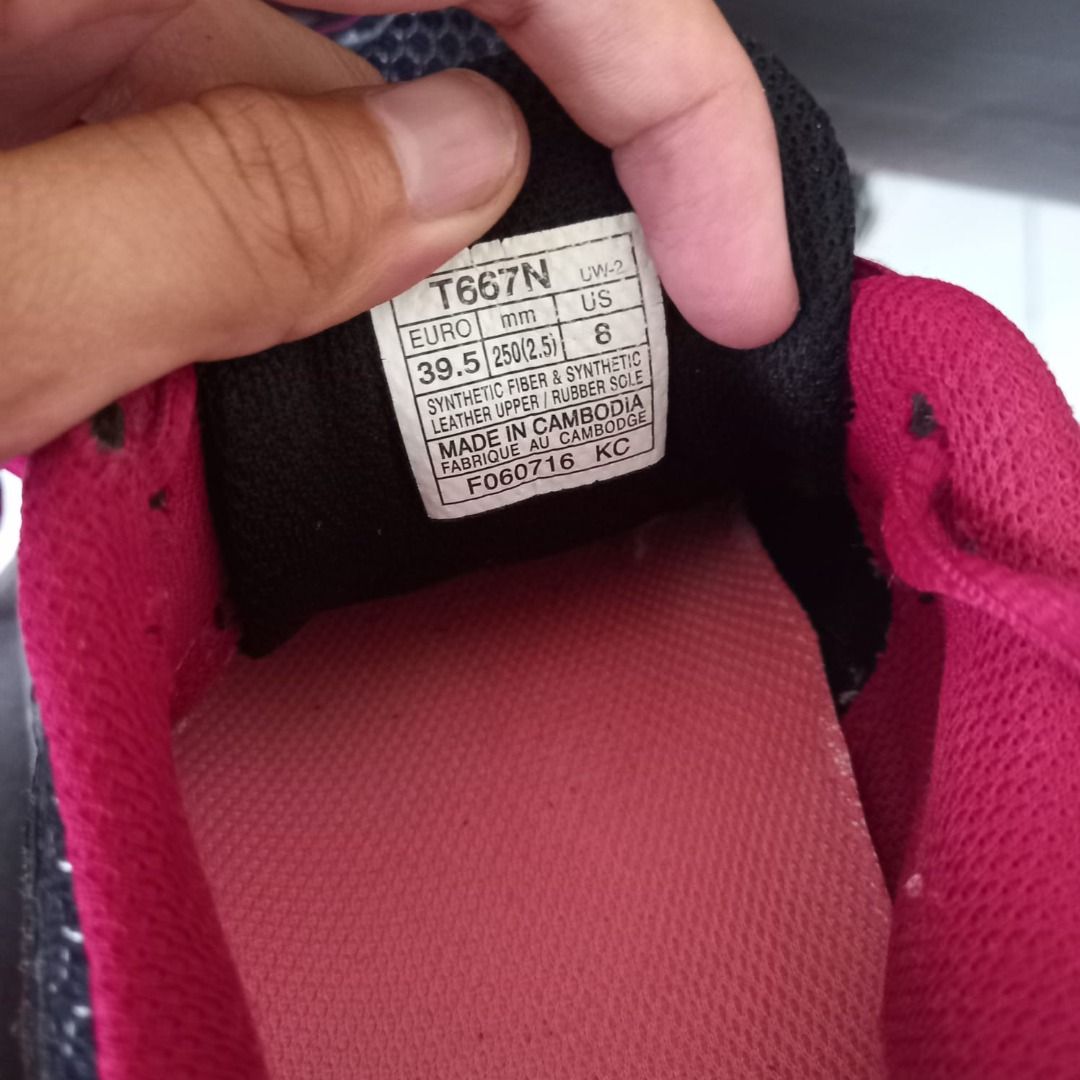 T667N UW-2
EURO mm US
39.5 250(2.5) 8
SYNTHETIC FIBER & SYNTHETIC
LEATHER UPPER / RUBBER SOLE
MADE IN CAMBODIA
FABRIQUE AU CAMBODGE
F060716 KC